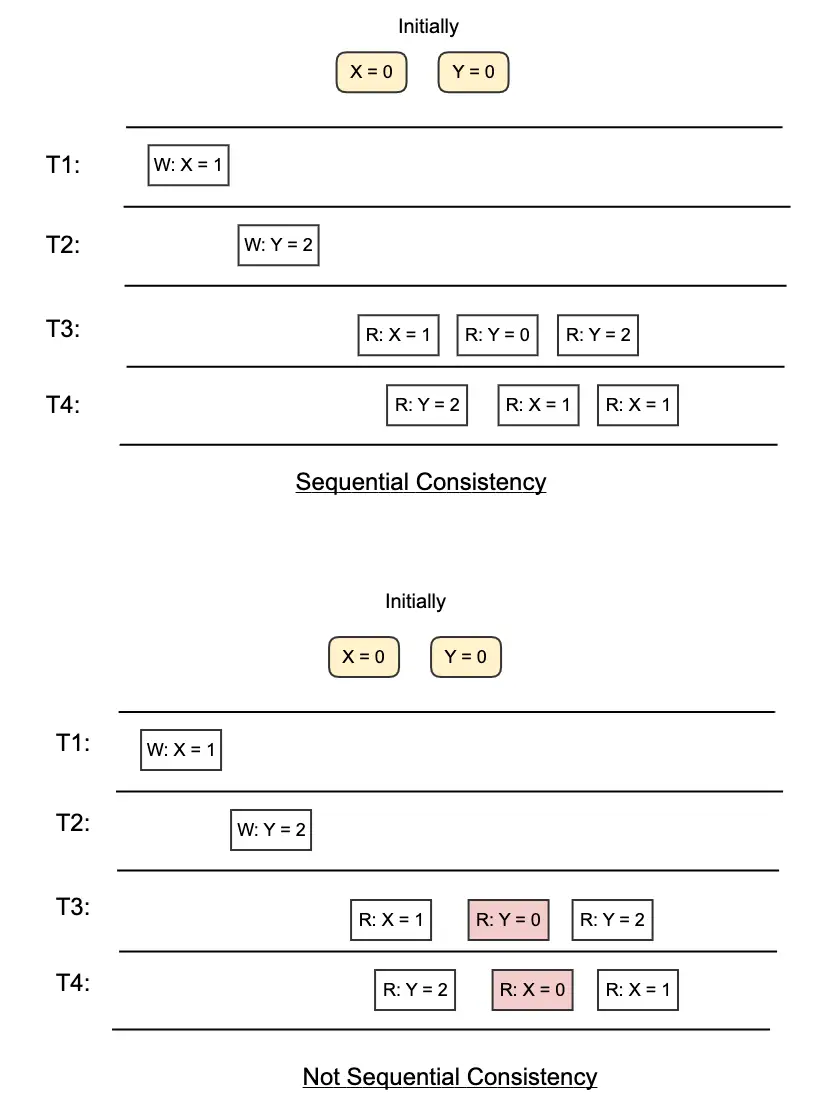 Initially
X = 0 Y = 0
T1: W: X = 1
T2: W: Y = 2
T3: R: X = 1 R: Y = 0 R: Y = 2
T4: R: Y = 2 R: X = 1 R: X = 1
Sequential Consistency
Initially
X = 0 Y = 0
T1: W: X = 1
T2: W: Y = 2
T3: R: X = 1 R: Y = 0 R: Y = 2
T4: R: Y = 2 R: X = 0 R: X = 1
Not Sequential Consistency